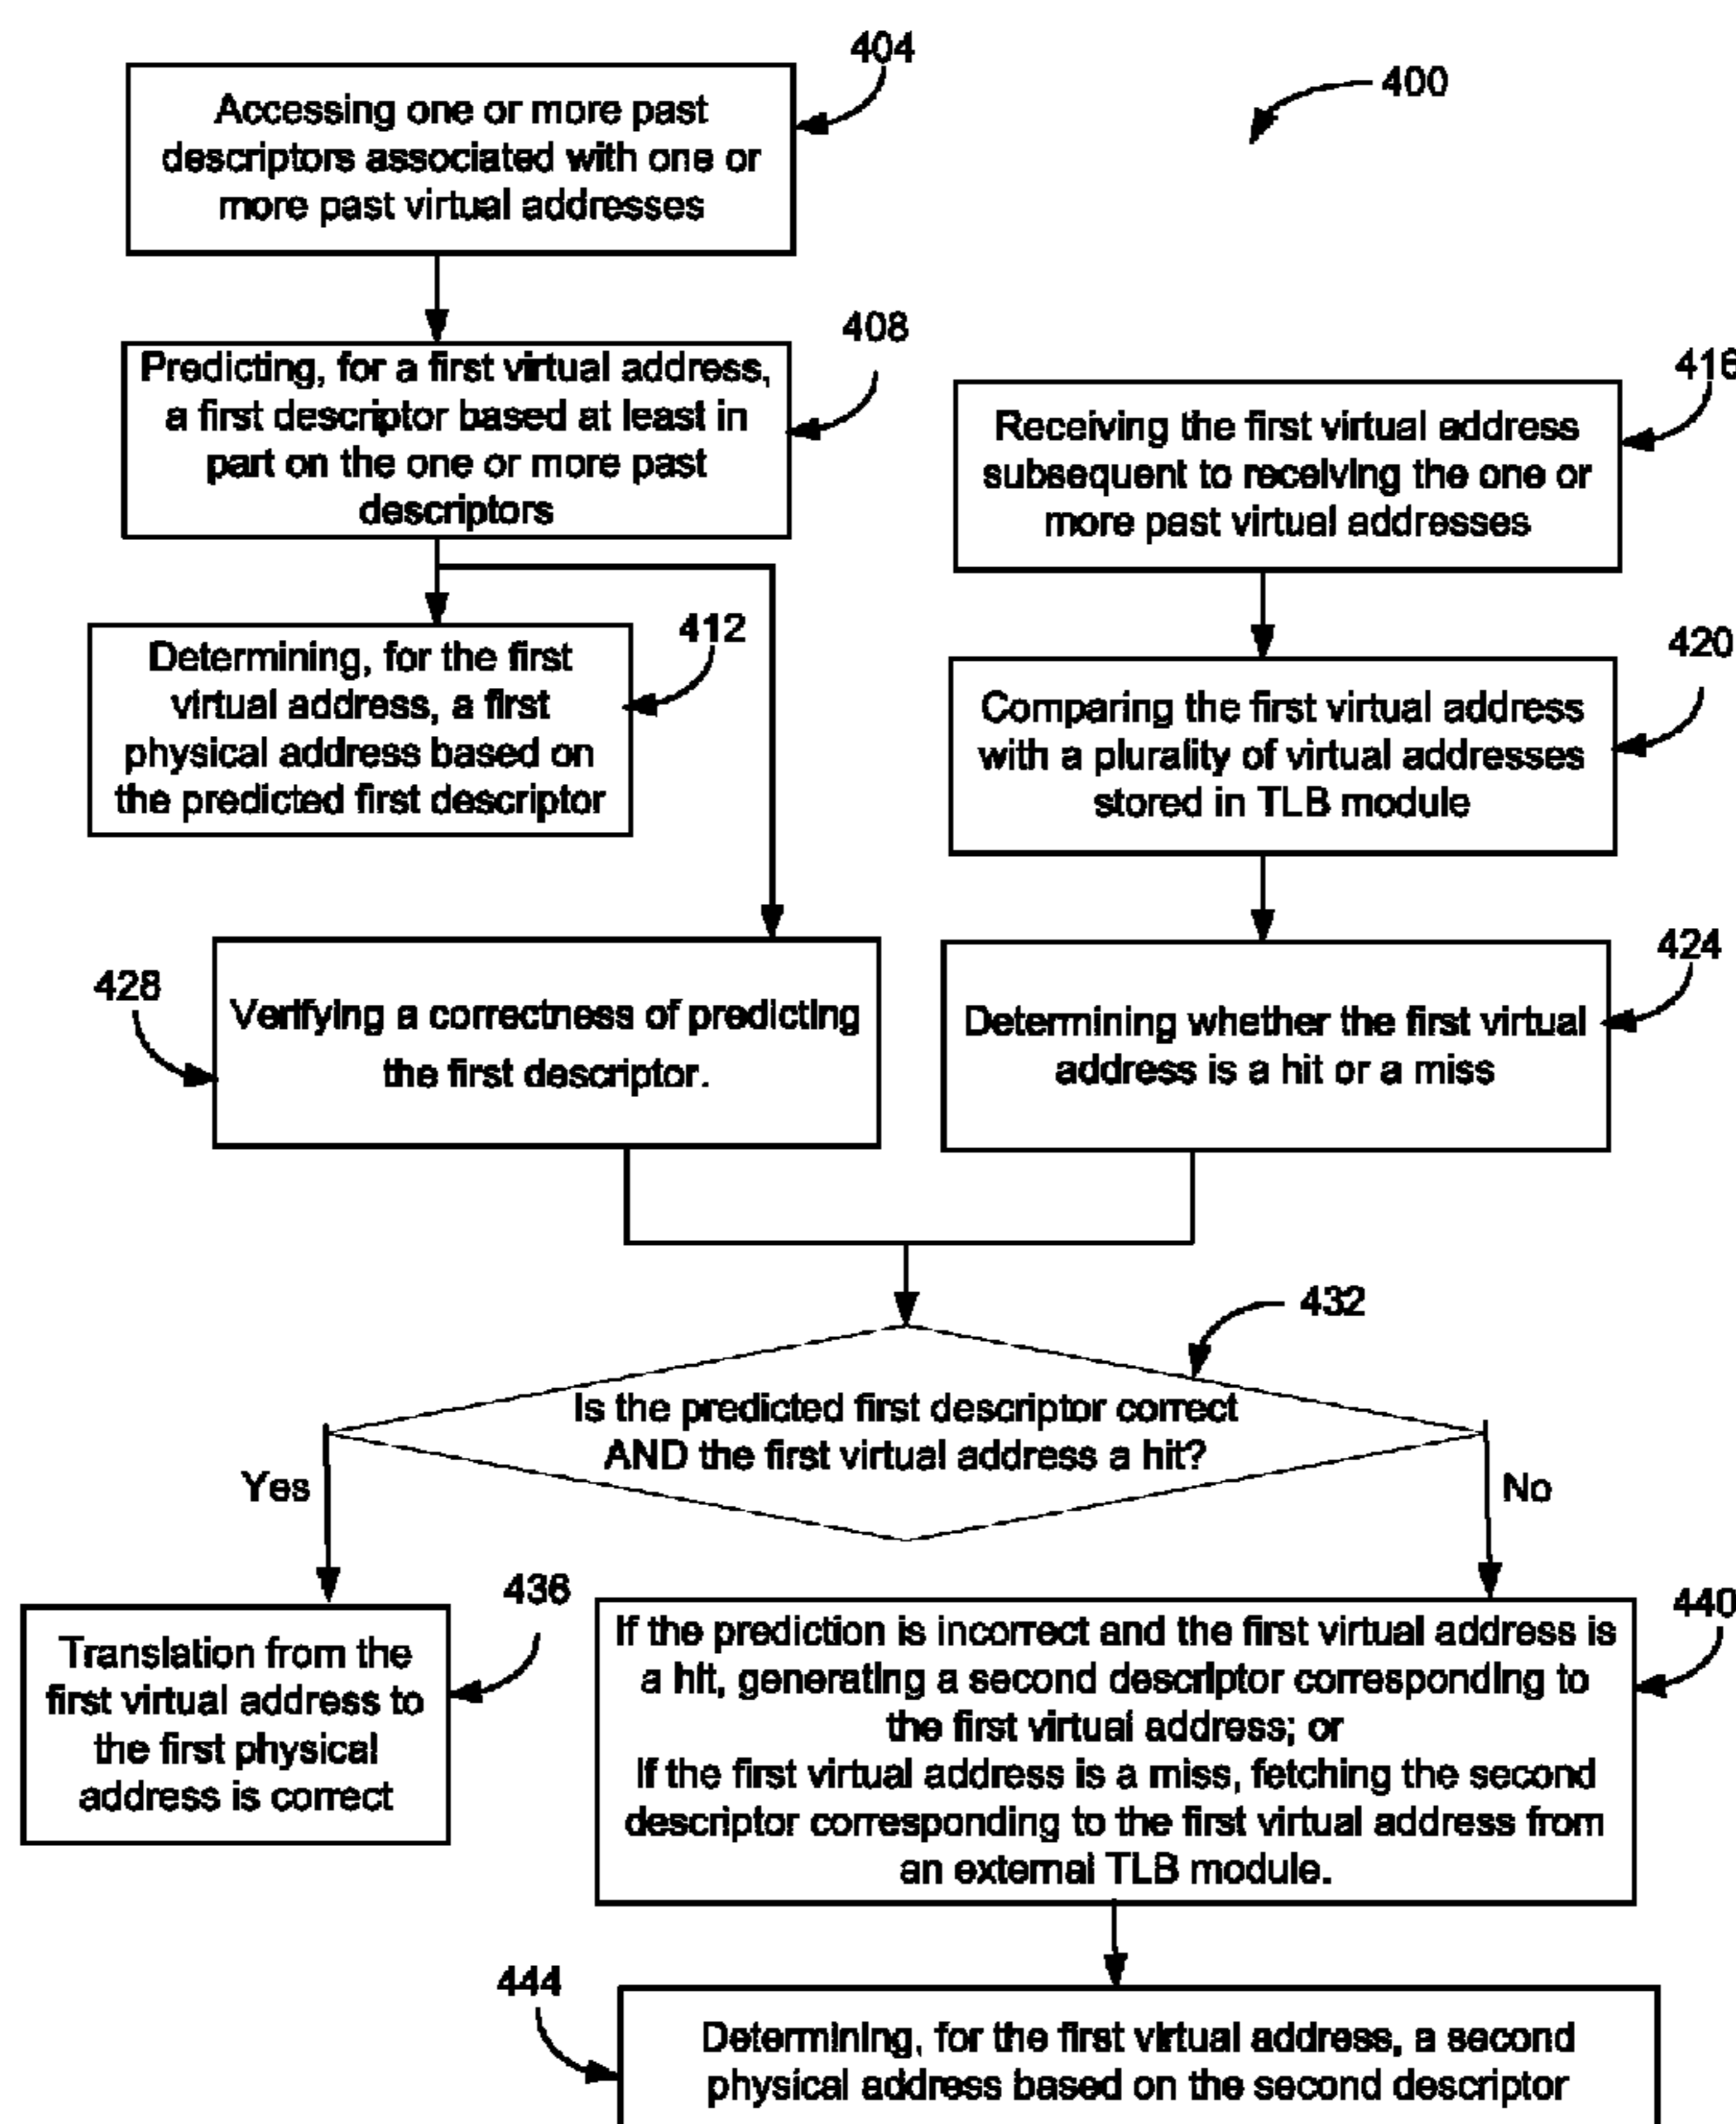 404
400
Accessing one or more past
descriptors associated with one or
more past virtual addresses
408
Predicting, for a first virtual address,
a first descriptor based at least in
part on the one or more past
descriptors
416
Receiving the first virtual address
subsequent to receiving the one or
more past virtual addresses
412
Determining, for the first
virtual address, a first
physical address based on
the predicted first descriptor
420
Comparing the first virtual address
with a plurality of virtual addresses
stored in TLB module
428
Verifying a correctness of predicting
the first descriptor.
424
Determining whether the first virtual
address is a hit or a miss
432
Is the predicted first descriptor correct
AND the first virtual address a hit?
Yes
No
436
Translation from the
first virtual address to
the first physical
address is correct
440
If the prediction is incorrect and the first virtual address is
a hit, generating a second descriptor corresponding to
the first virtual address; or
If the first virtual address is a miss, fetching the second
descriptor corresponding to the first virtual address from
an external TLB module.
444
Determining, for the first virtual address, a second
physical address based on the second descriptor